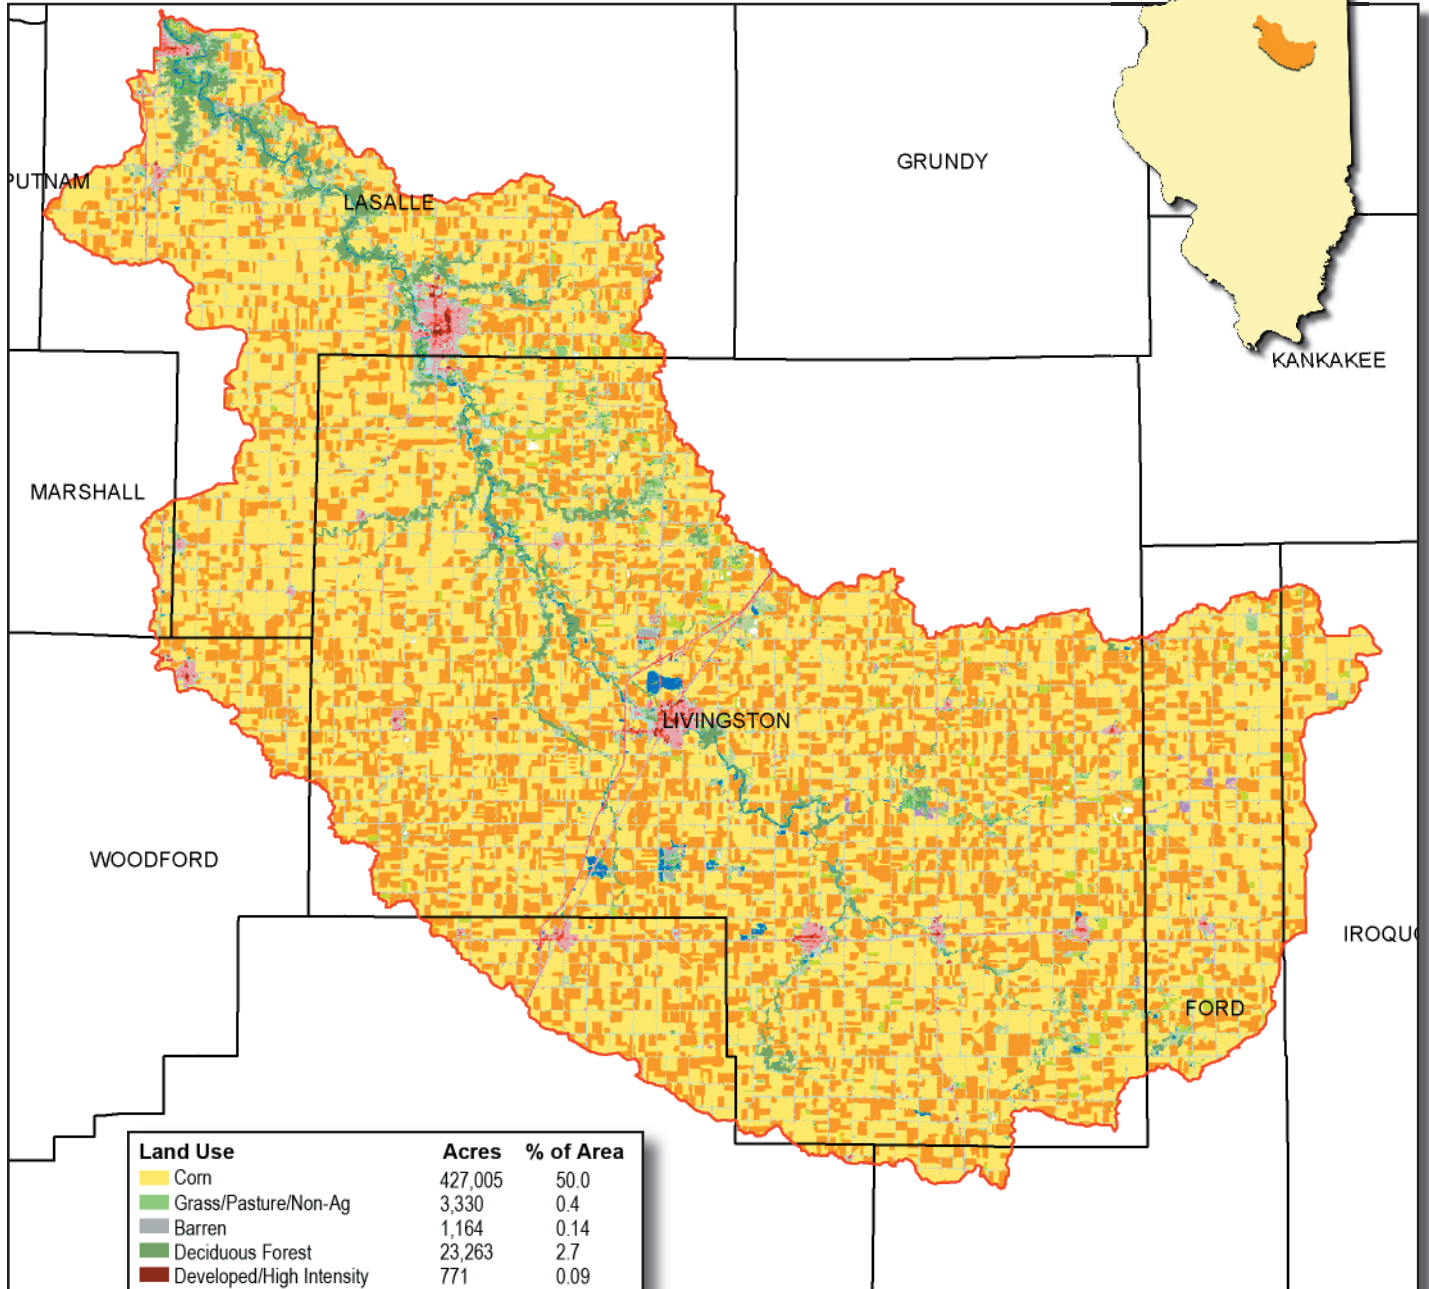 GRUNDY
PUTNAM
LASALLE
KANKAKEE
MARSHALL
LIVINGSTON
WOODFORD
IROQUO
FORD
Land Use Acres % of Area
Corn 427,005 50.0
Grass/Pasture/Non-Ag 3,330 0.4
Barren 1,164 0.14
Deciduous Forest 23,263 2.7
Developed/High Intensity 771 0.09